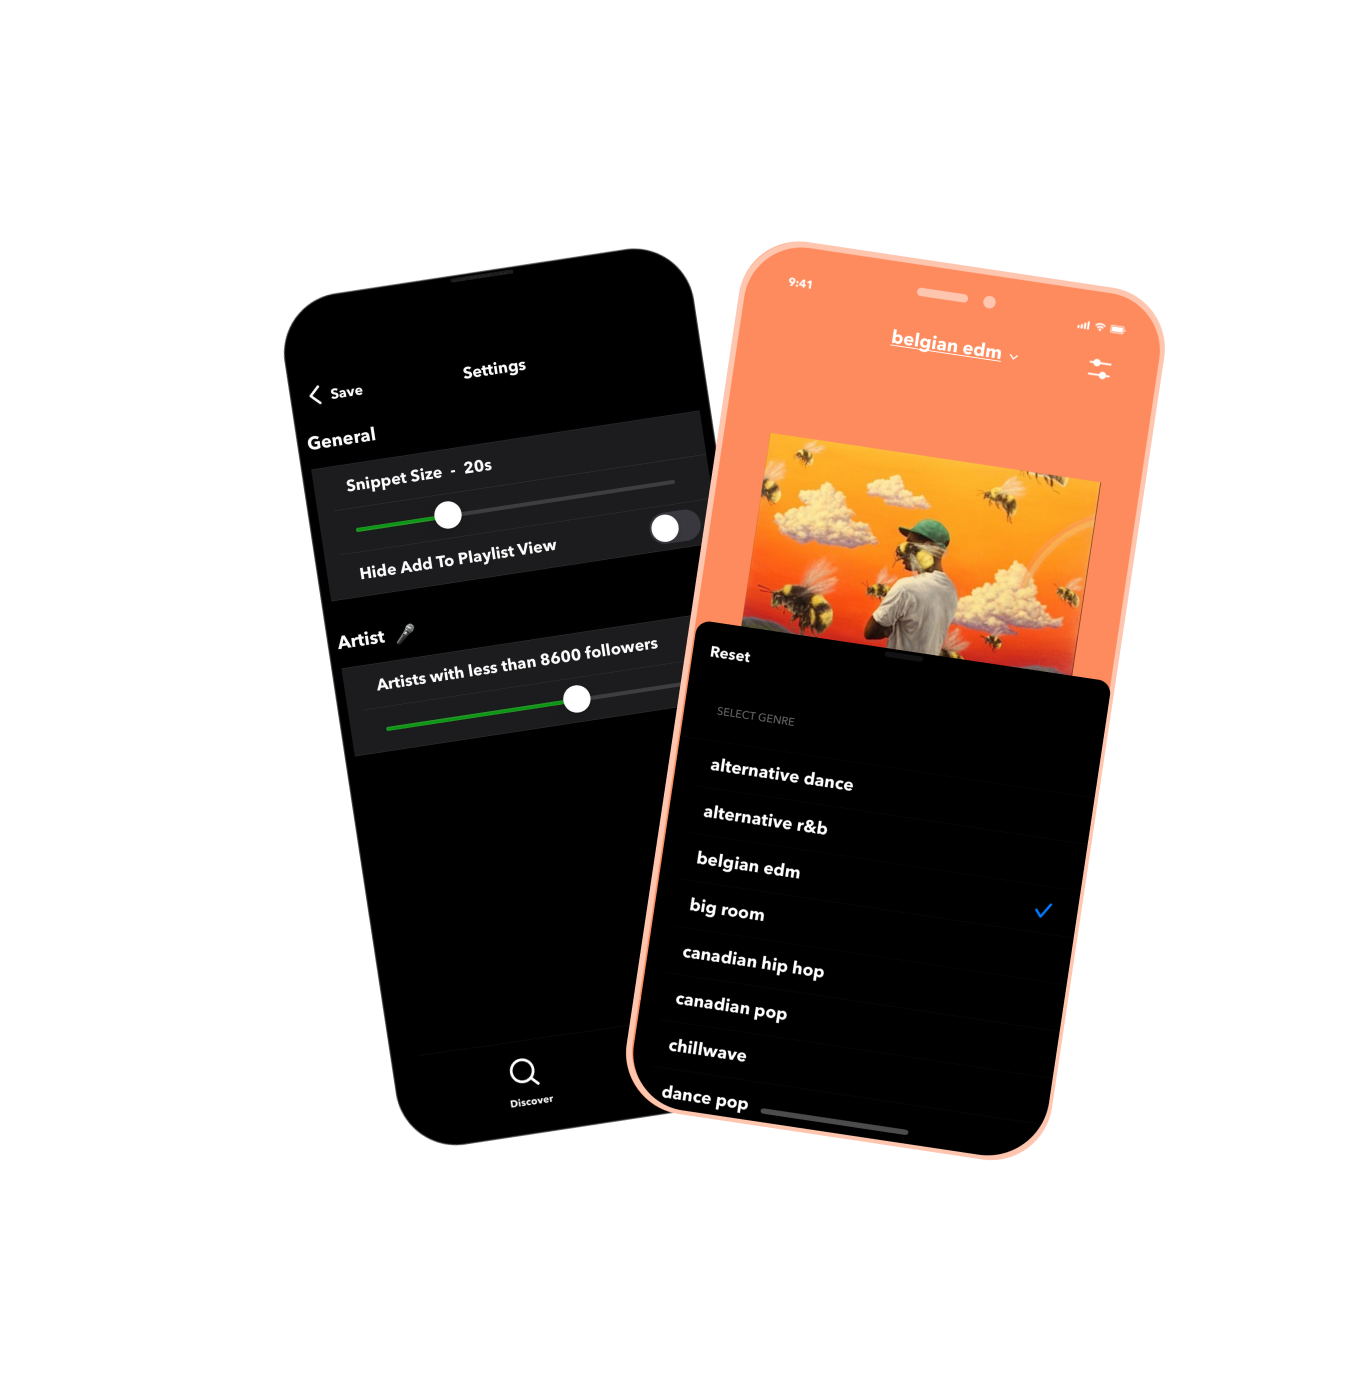 Settings
Save
General
Snippet Size - 20s
Hide Add To Playlist View
Artist 🎤
Artists with less than 8600 followers
Discover
9:41
belgian edm
Reset
SELECT GENRE
alternative dance
alternative r&b
belgian edm
big room
canadian hip hop
canadian pop
chillwave
dance pop